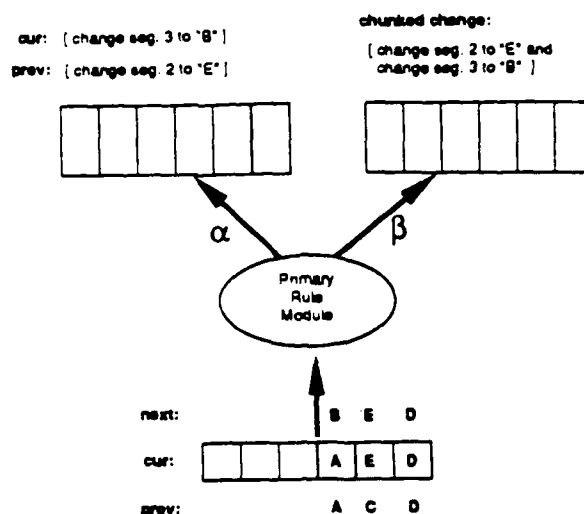 cur: [ change seg. 3 to "B" ]
prev: [ change seg. 2 to "E" ]
chunked change:
[ change seg. 2 to "E" and
change seg. 3 to "B" ]
α
β
Primary
Rule
Module
next: B E D
cur: A E D
prev: A C D